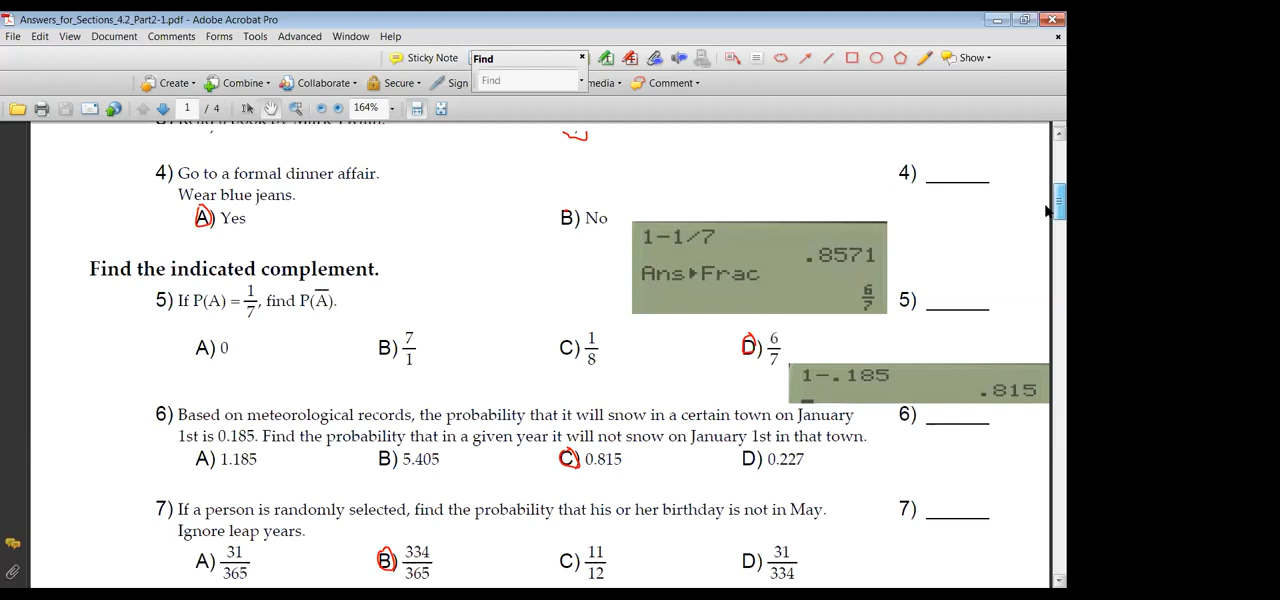 Answers_for_Sections_4.2_Part2-1.pdf - Adobe Acrobat Pro
File Edit View Document Comments Forms Tools Advanced Window Help
Sticky Note Find Show
Create Combine Collaborate Secure Sign Find media Comment
1 / 4 164%
4) Go to a formal dinner affair. 4)
Wear blue jeans.
A) Yes B) No
1-1/7
.8571
Ans▸Frac
6/7
Find the indicated complement.
5) If P(A) = 1/7, find P(A̅). 5)
A) 0 B) 7/1 C) 1/8 D) 6/7
1-.185
.815
6) Based on meteorological records, the probability that it will snow in a certain town on January 6)
1st is 0.185. Find the probability that in a given year it will not snow on January 1st in that town.
A) 1.185 B) 5.405 C) 0.815 D) 0.227
7) If a person is randomly selected, find the probability that his or her birthday is not in May. 7)
Ignore leap years.
A) 31/365 B) 334/365 C) 11/12 D) 31/334